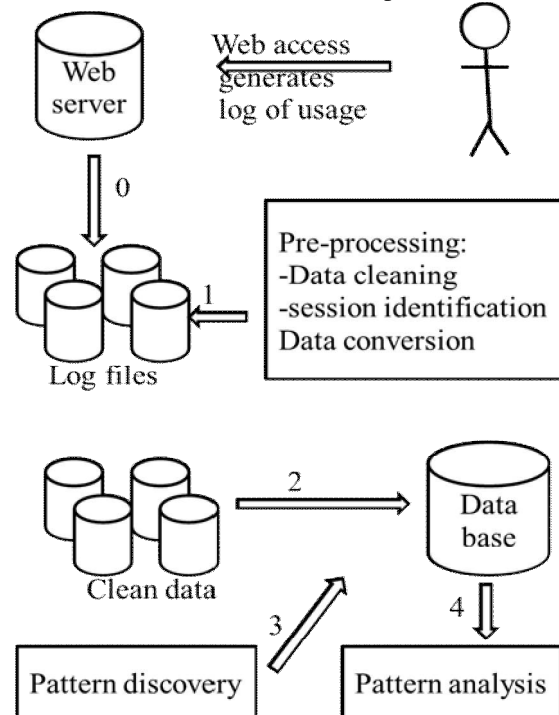 Web
server
Web access
generates
log of usage
0
Pre-processing:
-Data cleaning
-session identification
Data conversion
1
Log files
2
Data
base
Clean data
3
4
Pattern discovery
Pattern analysis